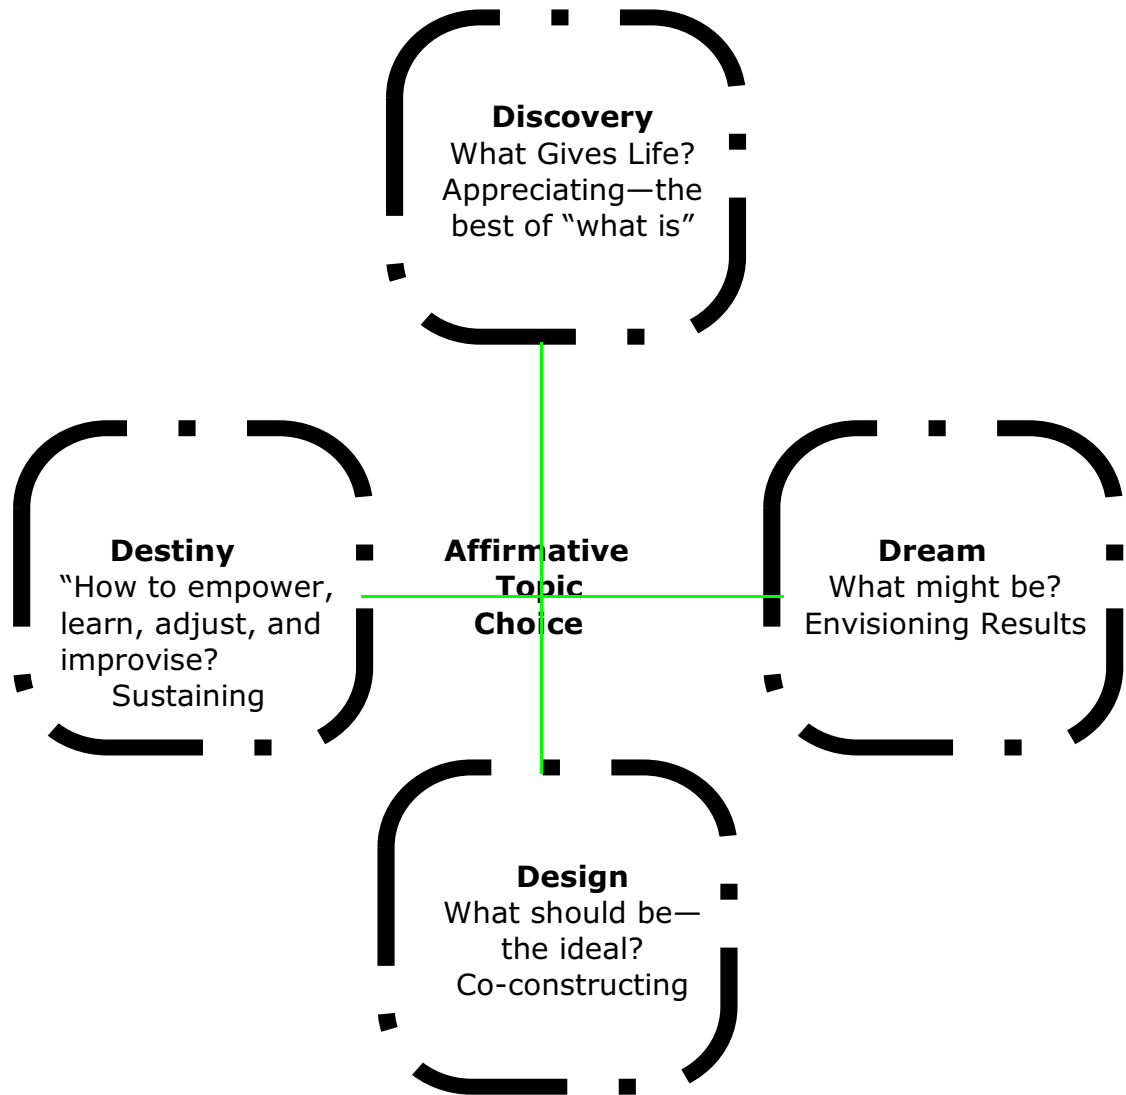 Discovery
What Gives Life?
Appreciating—the
best of “what is”
Destiny
“How to empower,
learn, adjust, and
improvise?
Sustaining
Affirmative
Topic
Choice
Dream
What might be?
Envisioning Results
Design
What should be—
the ideal?
Co-constructing